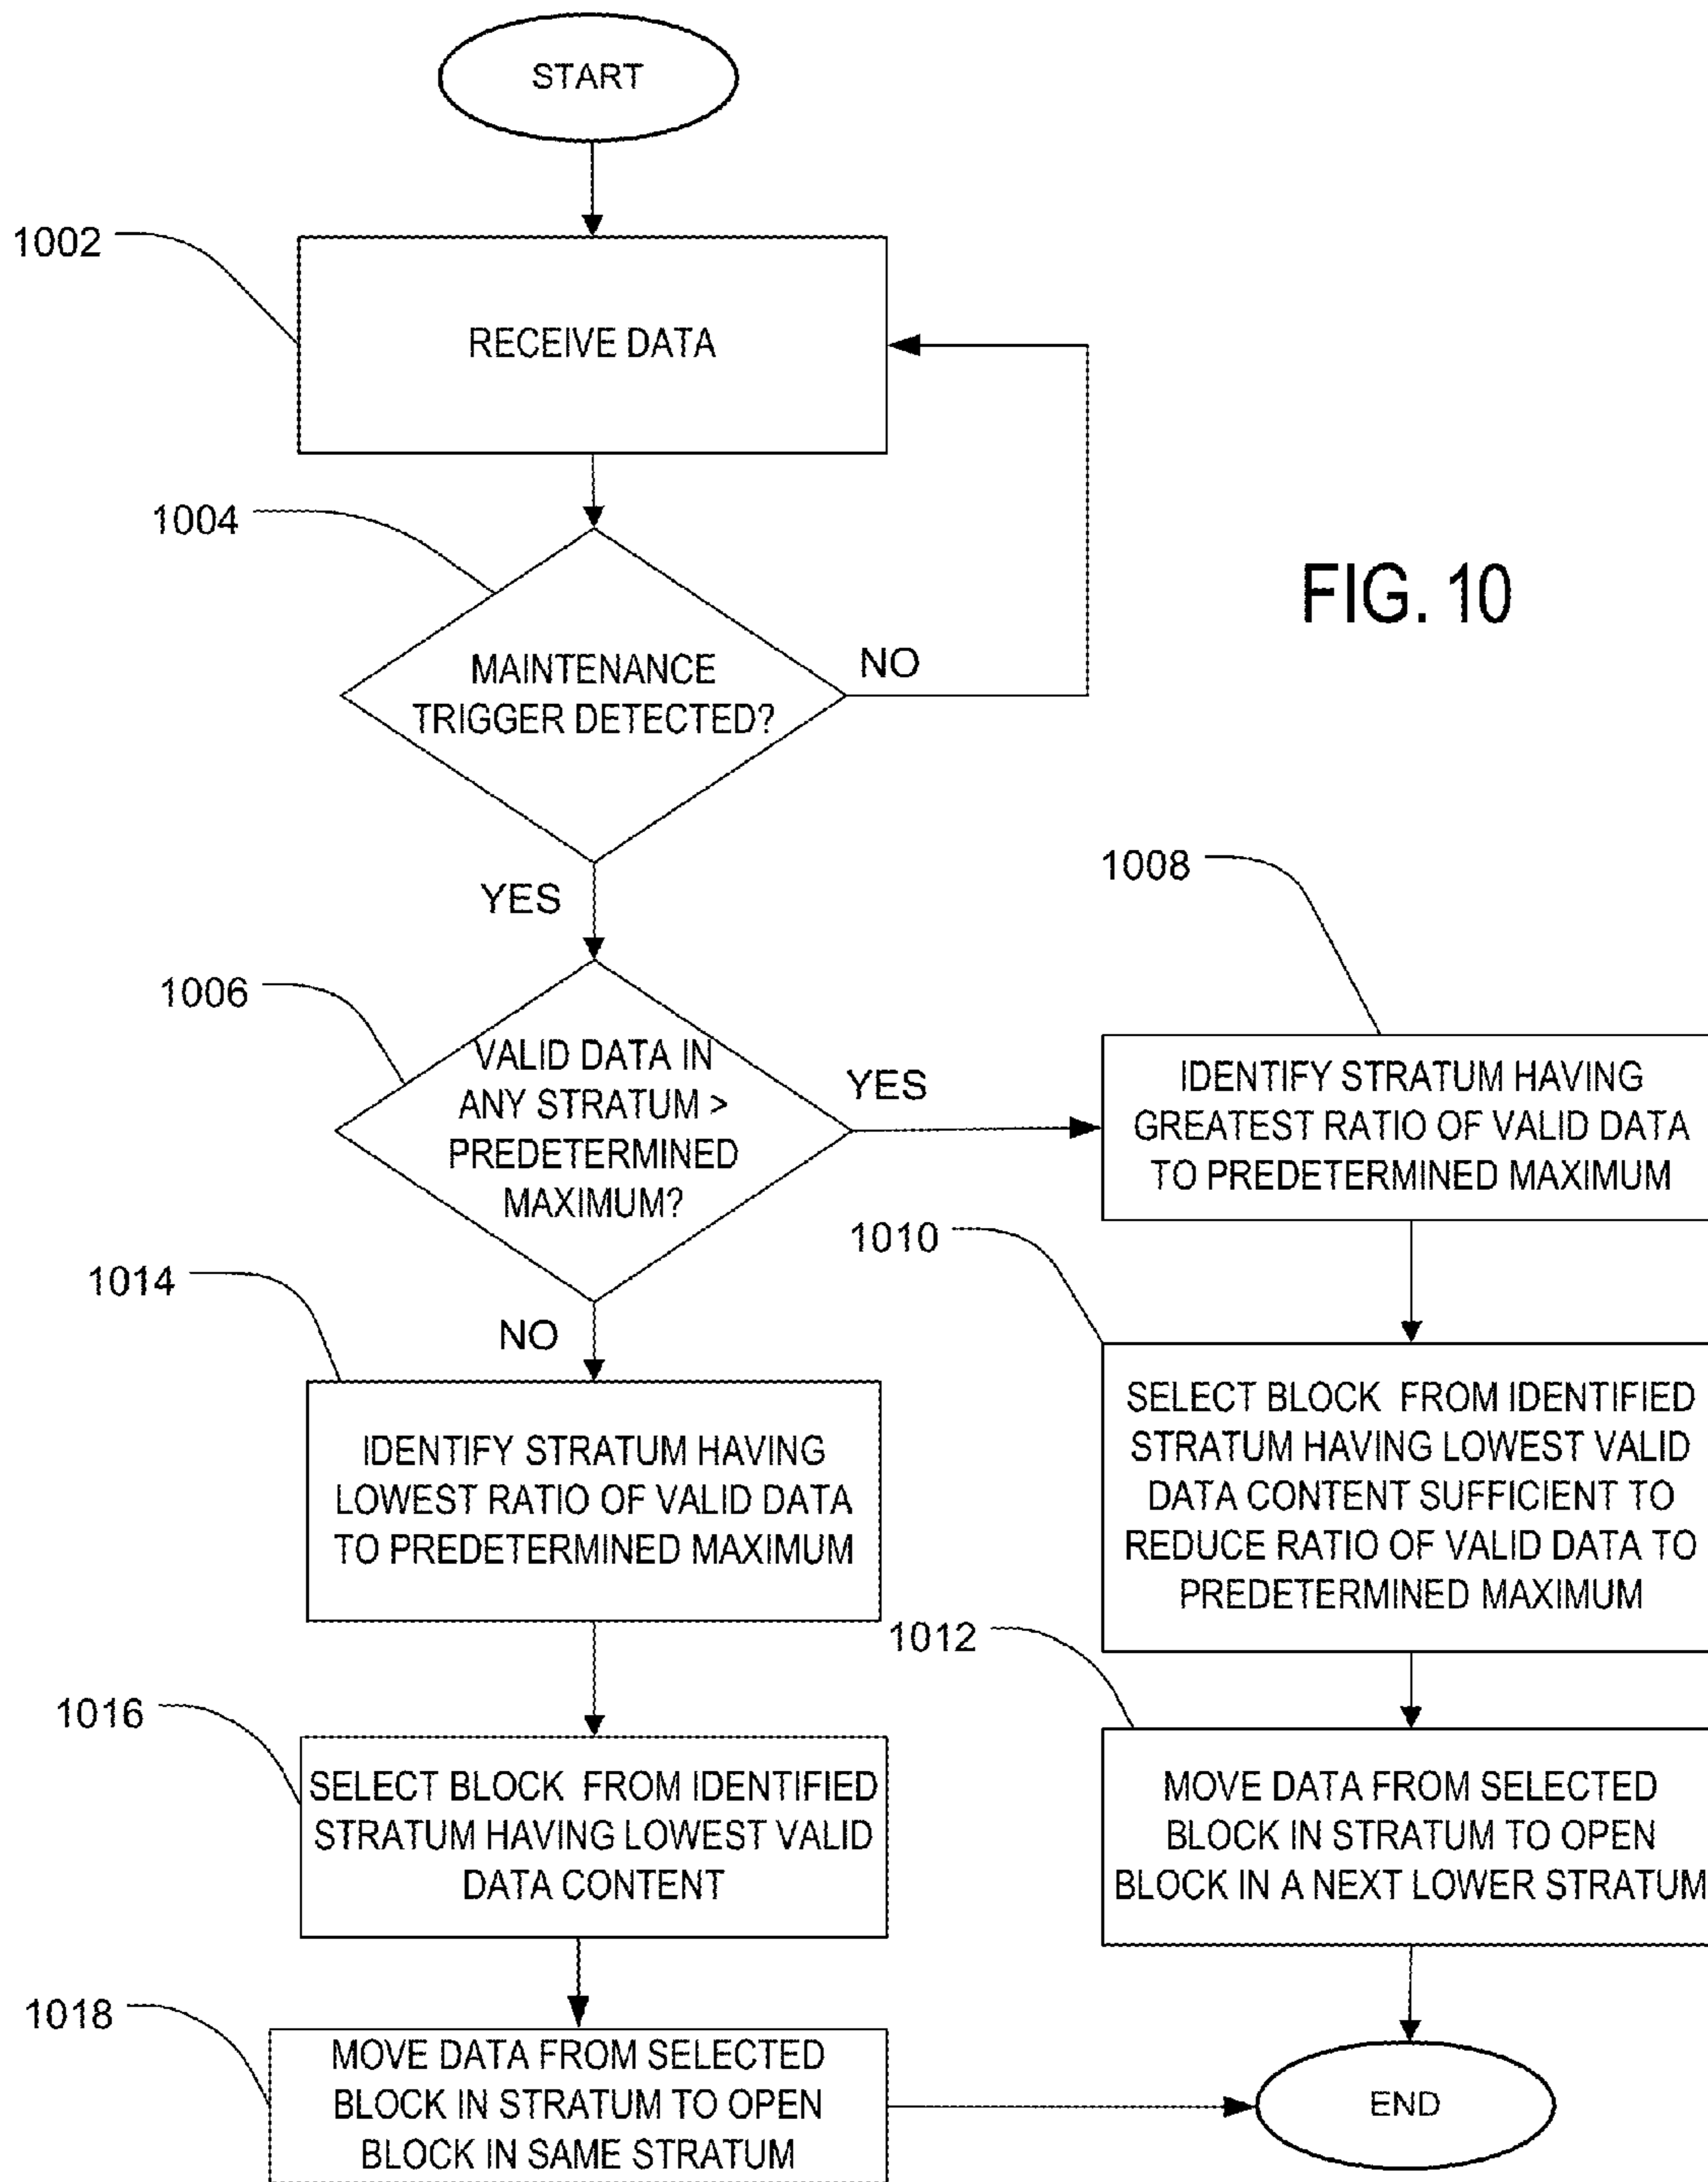 START
1002
RECEIVE DATA
1004
FIG. 10
MAINTENANCE
TRIGGER DETECTED?
NO
YES
1006
VALID DATA IN
ANY STRATUM >
PREDETERMINED
MAXIMUM?
YES
NO
1008
IDENTIFY STRATUM HAVING
GREATEST RATIO OF VALID DATA
TO PREDETERMINED MAXIMUM
1010
SELECT BLOCK FROM IDENTIFIED
STRATUM HAVING LOWEST VALID
DATA CONTENT SUFFICIENT TO
REDUCE RATIO OF VALID DATA TO
PREDETERMINED MAXIMUM
1012
MOVE DATA FROM SELECTED
BLOCK IN STRATUM TO OPEN
BLOCK IN A NEXT LOWER STRATUM
1014
IDENTIFY STRATUM HAVING
LOWEST RATIO OF VALID DATA
TO PREDETERMINED MAXIMUM
1016
SELECT BLOCK FROM IDENTIFIED
STRATUM HAVING LOWEST VALID
DATA CONTENT
1018
MOVE DATA FROM SELECTED
BLOCK IN STRATUM TO OPEN
BLOCK IN SAME STRATUM
END